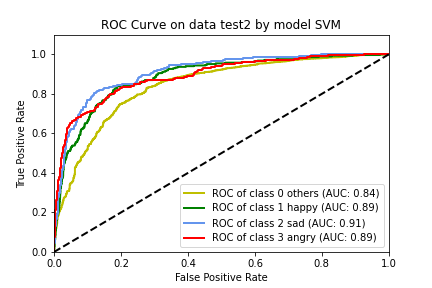 ROC Curve on data test2 by model SVM
True Positive Rate
1.0
0.8
0.6
0.4
0.2
0.0
ROC of class 0 others (AUC: 0.84)
ROC of class 1 happy (AUC: 0.89)
ROC of class 2 sad (AUC: 0.91)
ROC of class 3 angry (AUC: 0.89)
0.0 0.2 0.4 0.6 0.8 1.0
False Positive Rate